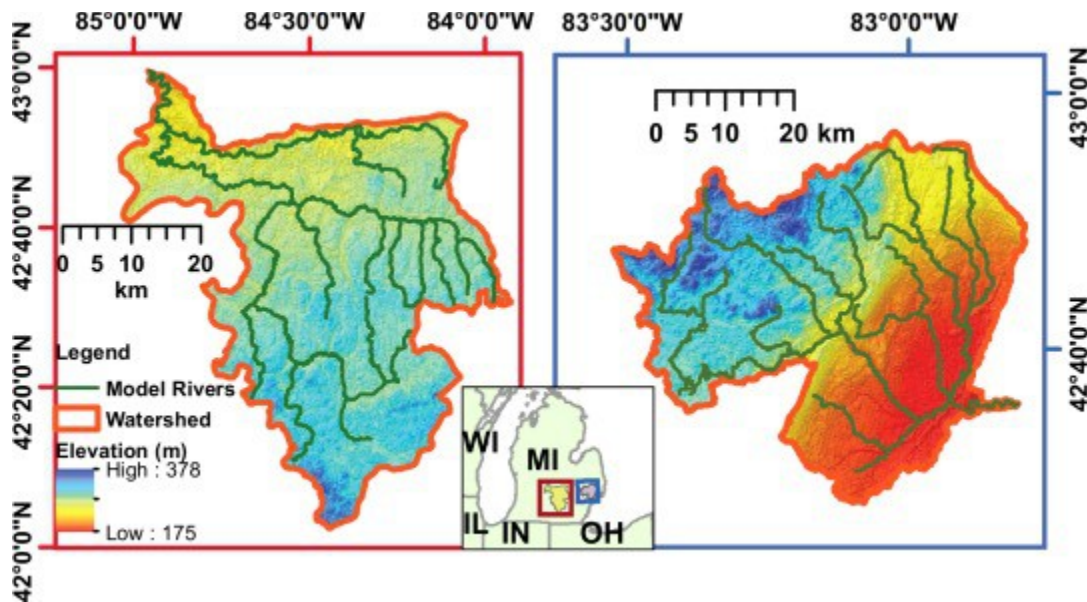 85°0'0"W 84°30'0"W 84°0'0"W 83°30'0"W 83°0'0"W
43°0'0"N
42°40'0"N
42°20'0"N
42°0'0"N
43°0'0"N
42°40'0"N
0 5 10 20 km
0 5 10 20
km
Legend
Model Rivers
Watershed
Elevation (m)
High : 378
Low : 175
WI
MI
IL
IN
OH